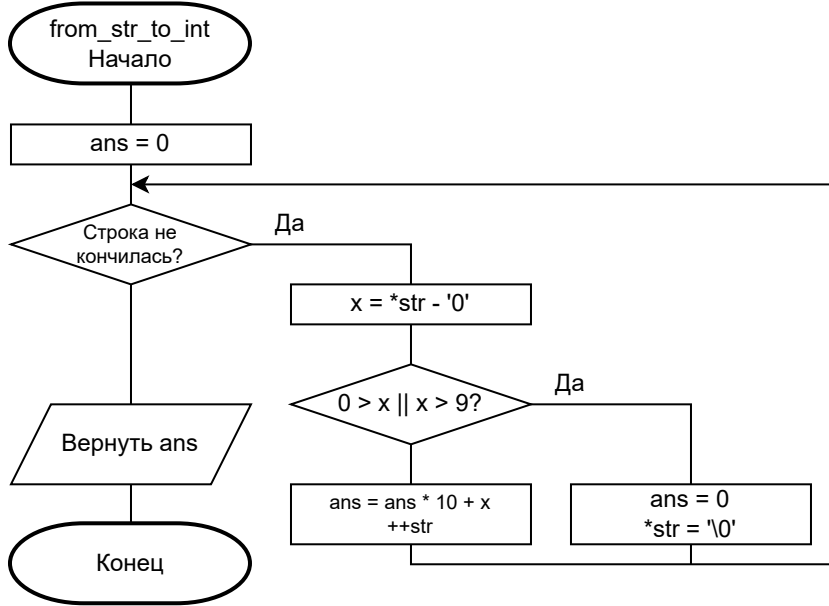 from_str_to_int
Начало
ans = 0
Строка не
кончилась?
Да
x = *str - '0'
0 > x || x > 9?
Да
Вернуть ans
ans = ans * 10 + x
++str
ans = 0
*str = '\0'
Конец